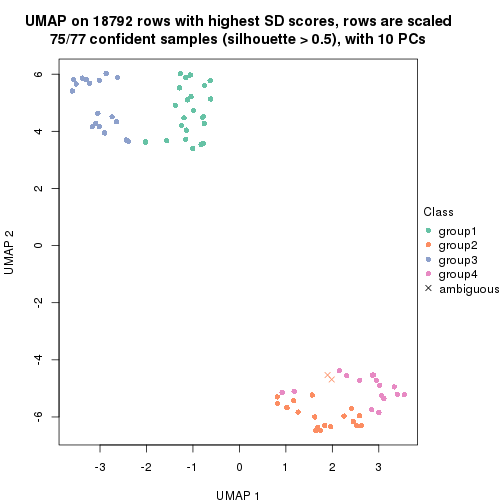 UMAP on 18792 rows with highest SD scores, rows are scaled
75/77 confident samples (silhouette > 0.5), with 10 PCs
6
4
2
0
-2
-4
-6
UMAP 2
-3
-2
-1
0
1
2
3
UMAP 1
Class
group1
group2
group3
group4
ambiguous